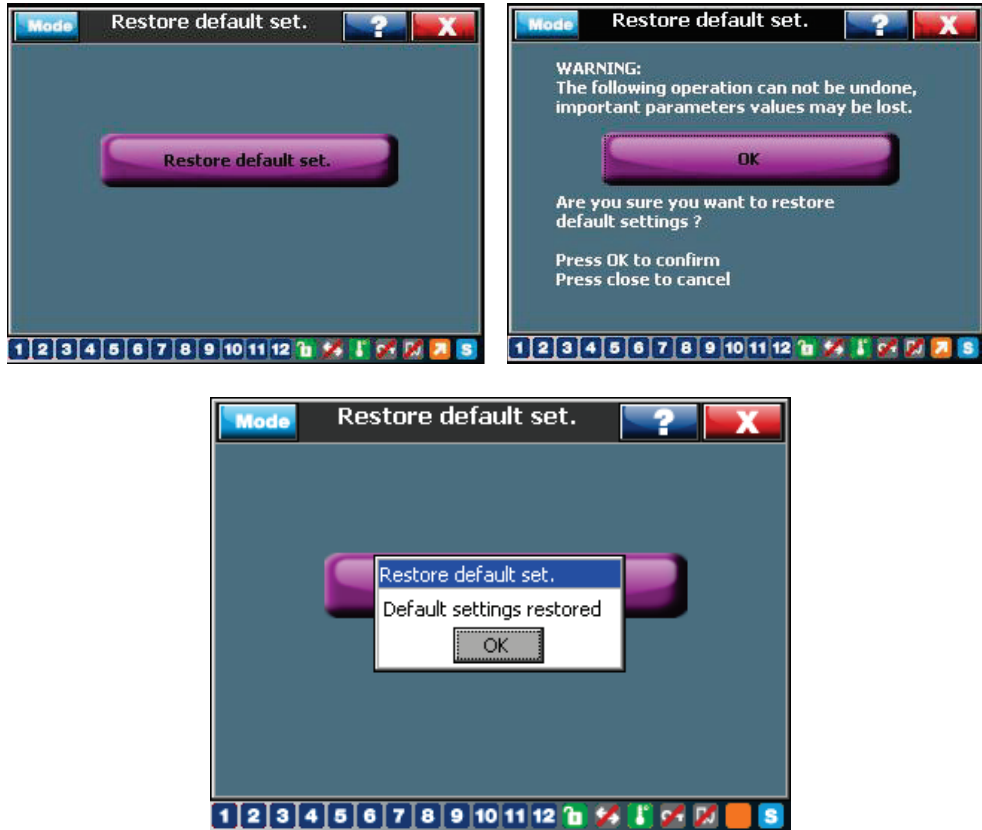 Mode Restore default set. ? X
Restore default set.
1 2 3 4 5 6 7 8 9 10 11 12 S
Mode Restore default set. ? X
WARNING:
The following operation can not be undone,
important parameters values may be lost.
OK
Are you sure you want to restore
default settings ?
Press OK to confirm
Press close to cancel
1 2 3 4 5 6 7 8 9 10 11 12 S
Mode Restore default set. ? X
Restore default set.
Default settings restored
OK
1 2 3 4 5 6 7 8 9 10 11 12 S